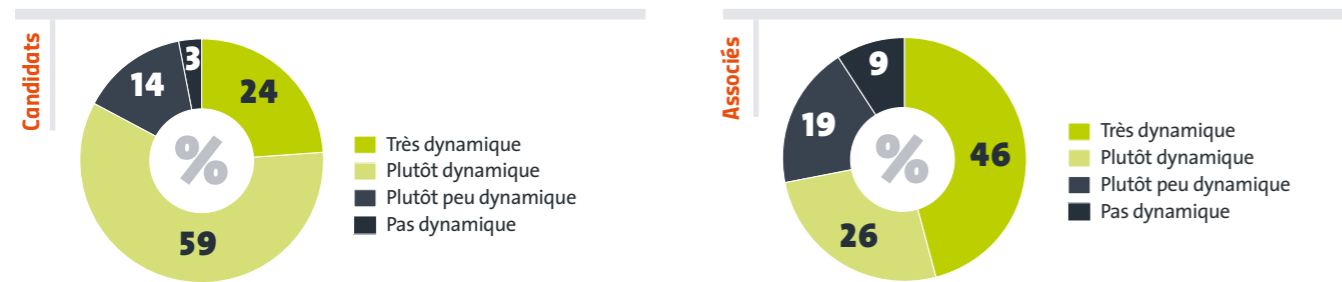 Candidats
3
14
24
%
59
Très dynamique
Plutôt dynamique
Plutôt peu dynamique
Pas dynamique
Associés
9
19
46
%
26
Très dynamique
Plutôt dynamique
Plutôt peu dynamique
Pas dynamique